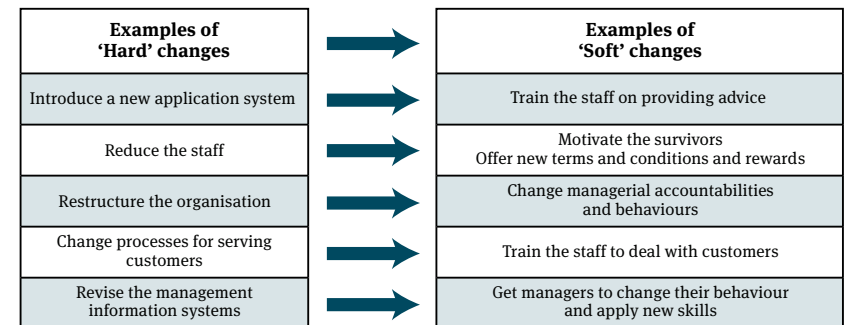 Examples of
‘Hard’ changes
Examples of
‘Soft’ changes
Introduce a new application system
Train the staff on providing advice
Reduce the staff
Motivate the survivors
Offer new terms and conditions and rewards
Restructure the organisation
Change managerial accountabilities
and behaviours
Change processes for serving
customers
Train the staff to deal with customers
Revise the management
information systems
Get managers to change their behaviour
and apply new skills